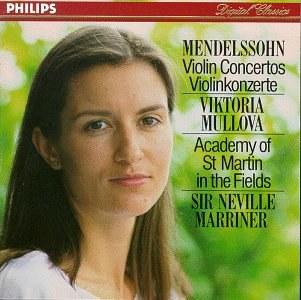 PHILIPS
Digital Classics
MENDELSSOHN
Violin Concertos
Violinkonzerte
VIKTORIA
MULLOVA
Academy of
St Martin
in the Fields
SIR NEVILLE
MARRINER